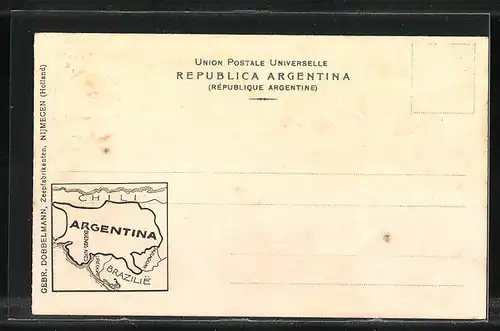 UNION POSTALE UNIVERSELLE
REPUBLICA ARGENTINA
(RÉPUBLIQUE ARGENTINE)
GEBR. DOBBELMANN, Zeepfabrikanten, NIJMEGEN (Holland)
CHILI
ARGENTINA
BRAZILIË